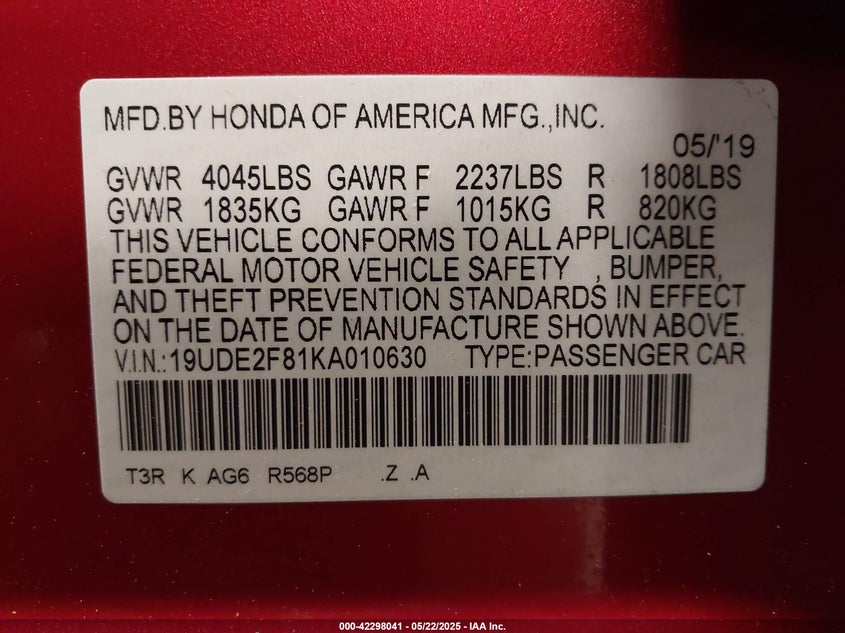 MFD.BY HONDA OF AMERICA MFG.,INC.
05/'19
GVWR 4045LBS GAWR F 2237LBS R 1808LBS
GVWR 1835KG GAWR F 1015KG R 820KG
THIS VEHICLE CONFORMS TO ALL APPLICABLE
FEDERAL MOTOR VEHICLE SAFETY , BUMPER,
AND THEFT PREVENTION STANDARDS IN EFFECT
ON THE DATE OF MANUFACTURE SHOWN ABOVE.
V.I.N.:19UDE2F81KA010630 TYPE:PASSENGER CAR
T3R K AG6 R568P .Z .A
000-42298041 — 05/22/2025 — IAA Inc.